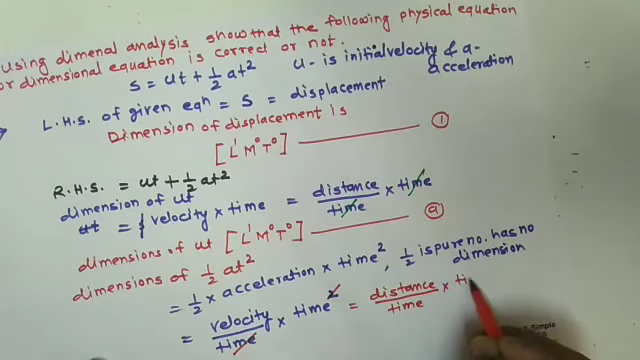 using dimenal analysis show that the following physical equation
or dimensional equation is correct or not.
s = ut + 1/2 at² u- is initial velocity & a-
acceleration
L.H.S of given eqn = S = displacement
Dimension of displacement is
[L¹M⁰T⁰] ——— ①
R.H.S. = ut + 1/2 at²
dimension of ut
ut = { velocity × time = distance/time × time
dimensions of ut [L¹M⁰T⁰] ——— ⓐ
dimensions of 1/2 at²
= 1/2 × acceleration × time², 1/2 is pure no. has no
dimension
= velocity/time × time² = distance/time × ti
Simple